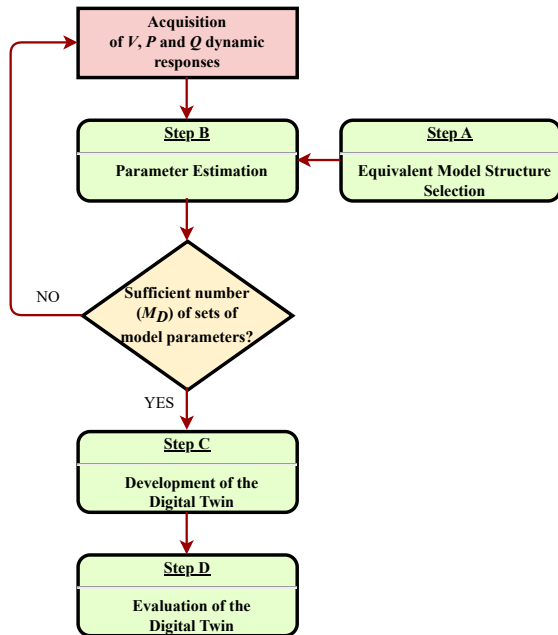 Acquisition
of V, P and Q dynamic
responses
Step B
Parameter Estimation
Step A
Equivalent Model Structure
Selection
Sufficient number
(MD) of sets of
model parameters?
NO
YES
Step C
Development of the
Digital Twin
Step D
Evaluation of the
Digital Twin